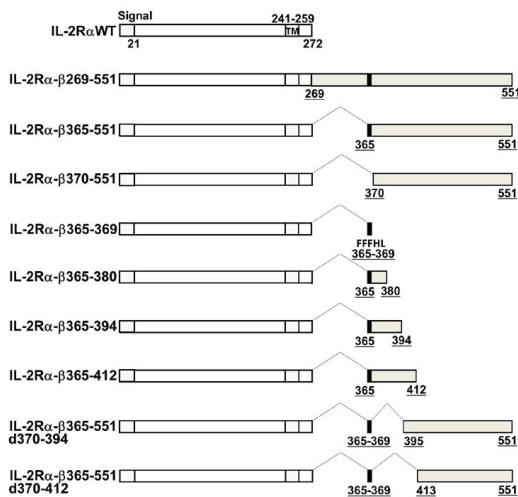 Signal 241-259
IL-2RαWT TM
21 272
IL-2Rα-β269-551
269 551
IL-2Rα-β365-551
365 551
IL-2Rα-β370-551
370 551
IL-2Rα-β365-369
FFFHL
365-369
IL-2Rα-β365-380
365 380
IL-2Rα-β365-394
365 394
IL-2Rα-β365-412
365 412
IL-2Rα-β365-551
d370-394 365-369 395 551
IL-2Rα-β365-551
d370-412 365-369 413 551